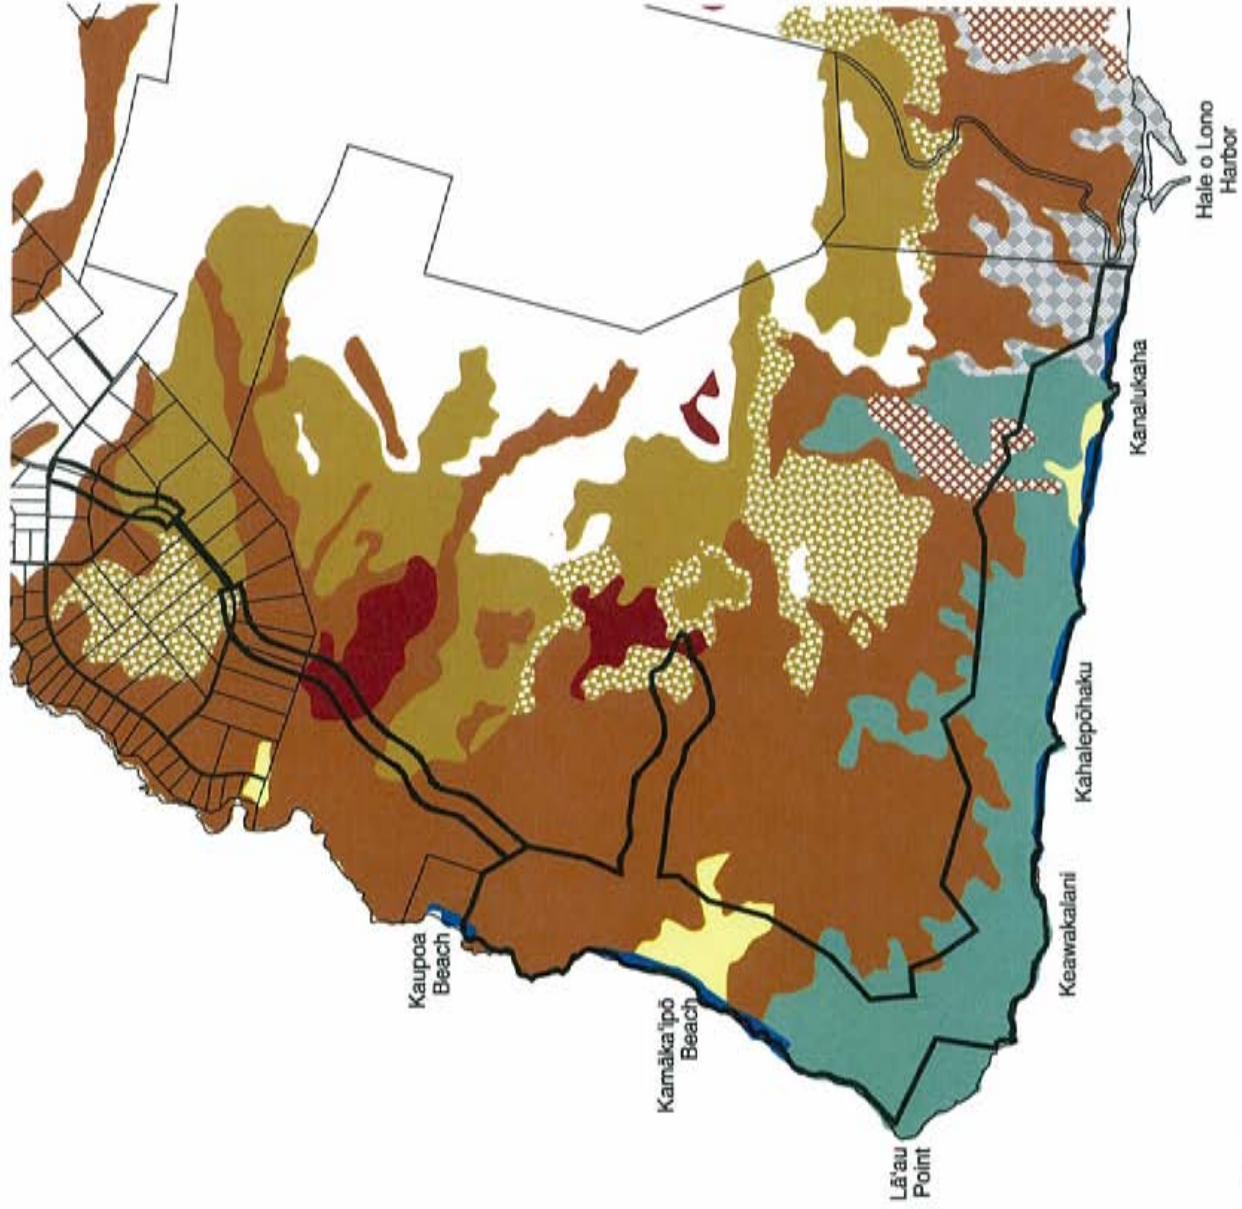 Hale o Lono
Harbor
Kanalukaha
Kahalepōhaku
Keawakalani
Kaupoa
Beach
Kamāka‘ipō
Beach
Lā‘au
Point